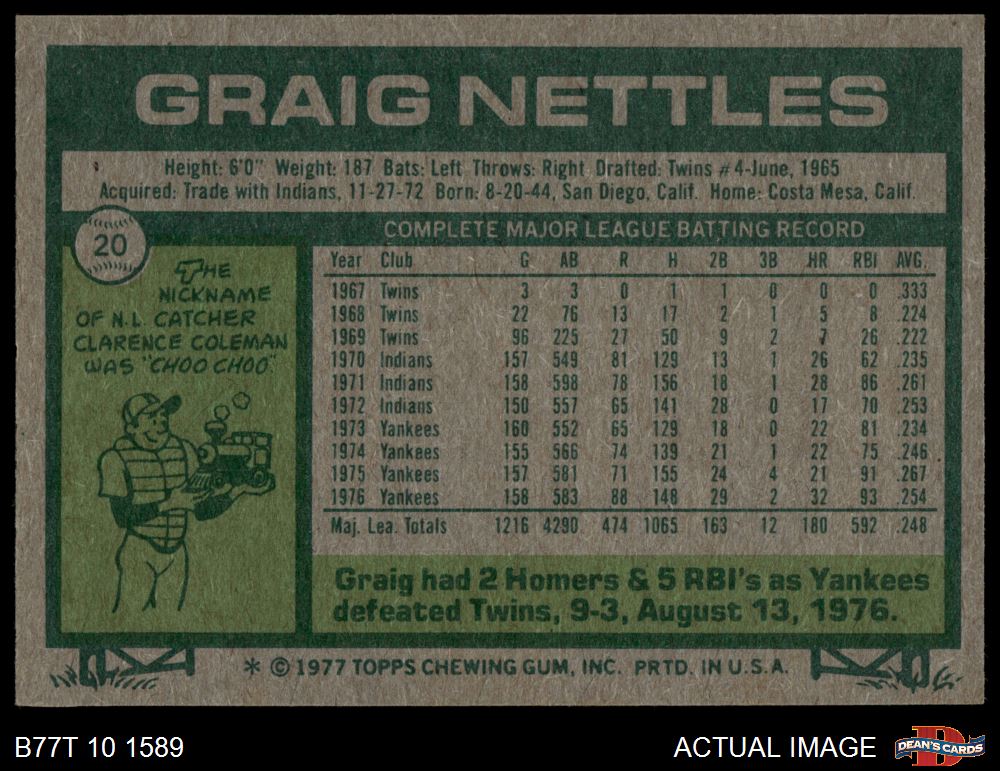 GRAIG NETTLES
Height: 6'0" Weight: 187 Bats: Left Throws: Right Drafted: Twins #4-June, 1965
Acquired: Trade with Indians, 11-27-72 Born: 8-20-44, San Diego, Calif. Home: Costa Mesa, Calif.
20
THE
NICKNAME
OF N.L. CATCHER
CLARENCE COLEMAN
WAS "CHOO CHOO".
COMPLETE MAJOR LEAGUE BATTING RECORD
Year Club G AB R H 2B 3B HR RBI AVG.
1967 Twins 3 3 0 1 1 0 0 0 .333
1968 Twins 22 76 13 17 2 1 5 8 .224
1969 Twins 96 225 27 50 9 2 7 26 .222
1970 Indians 157 549 81 129 13 1 26 62 .235
1971 Indians 158 598 78 156 18 1 28 86 .261
1972 Indians 150 557 65 141 28 0 17 70 .253
1973 Yankees 160 552 65 129 18 0 22 81 .234
1974 Yankees 155 566 74 139 21 1 22 75 .246
1975 Yankees 157 581 71 155 24 4 21 91 .267
1976 Yankees 158 583 88 148 29 2 32 93 .254
Maj. Lea. Totals 1216 4290 474 1065 163 12 180 592 .248
Graig had 2 Homers & 5 RBI's as Yankees
defeated Twins, 9-3, August 13, 1976.
* © 1977 TOPPS CHEWING GUM, INC. PRTD. IN U.S.A.
B77T 10 1589
ACTUAL IMAGE
D
DEAN'S CARDS